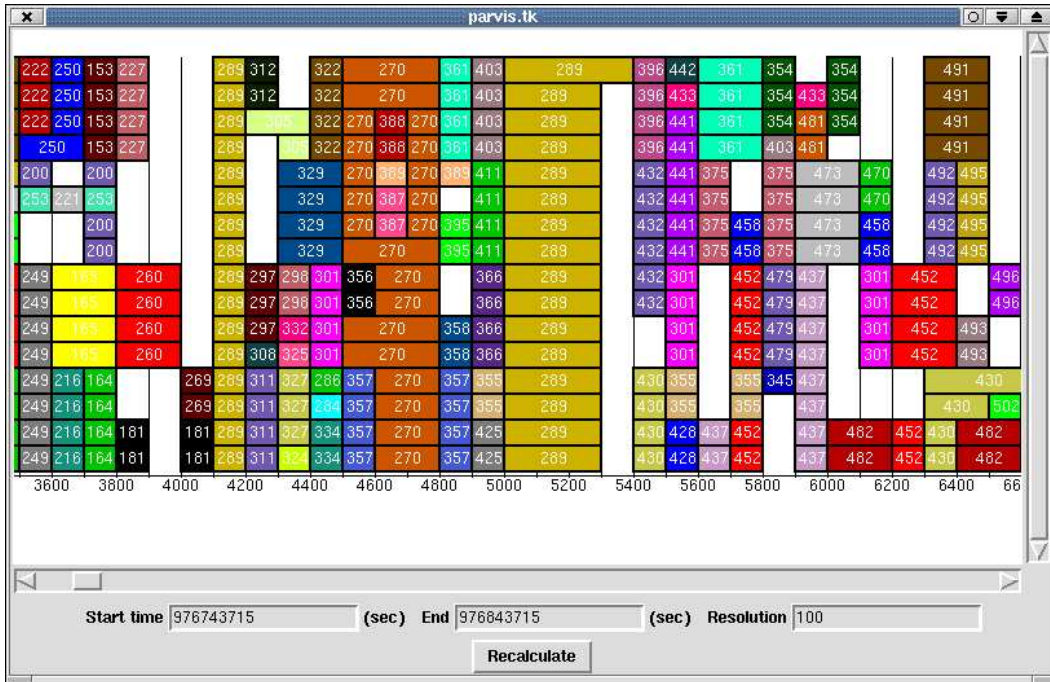 parvis.tk
222 250 153 227 289 312 322 270 361 403 289 396 442 361 354 354 491
222 250 153 227 289 312 322 270 361 403 289 396 433 361 354 433 354 491
222 250 153 227 289 305 322 270 388 270 361 403 289 396 441 361 354 481 354 491
250 153 227 289 305 322 270 388 270 361 403 289 396 441 361 403 481 491
200 200 289 329 270 389 270 389 411 289 432 441 375 375 473 470 492 495
253 221 253 289 329 270 387 270 411 289 432 441 375 375 473 470 492 495
200 289 329 270 387 270 395 411 289 432 441 375 458 375 473 458 492 495
200 289 329 270 395 411 289 432 441 375 458 375 473 458 492 495
249 165 260 289 297 298 301 356 270 366 289 432 301 452 479 437 301 452 496
249 165 260 289 297 298 301 356 270 366 289 432 301 452 479 437 301 452 496
249 165 260 289 297 332 301 270 358 366 289 301 452 479 437 301 452 493
249 165 260 289 308 325 301 270 358 366 289 301 452 479 437 301 452 493
249 216 164 269 289 311 327 286 357 270 357 355 289 430 355 355 345 437 430
249 216 164 269 289 311 327 284 357 270 357 355 289 430 355 355 437 430 502
249 216 164 181 181 289 311 327 334 357 270 357 425 289 430 428 437 452 437 482 452 430 482
249 216 164 181 181 289 311 324 334 357 270 357 425 289 430 428 437 452 437 482 452 430 482
3600 3800 4000 4200 4400 4600 4800 5000 5200 5400 5600 5800 6000 6200 6400 66
Start time 976743715 (sec) End 976843715 (sec) Resolution 100
Recalculate